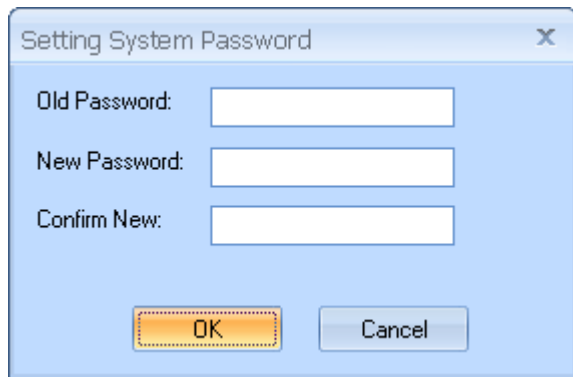 Setting System Password X
Old Password:
New Password:
Confirm New:
OK Cancel